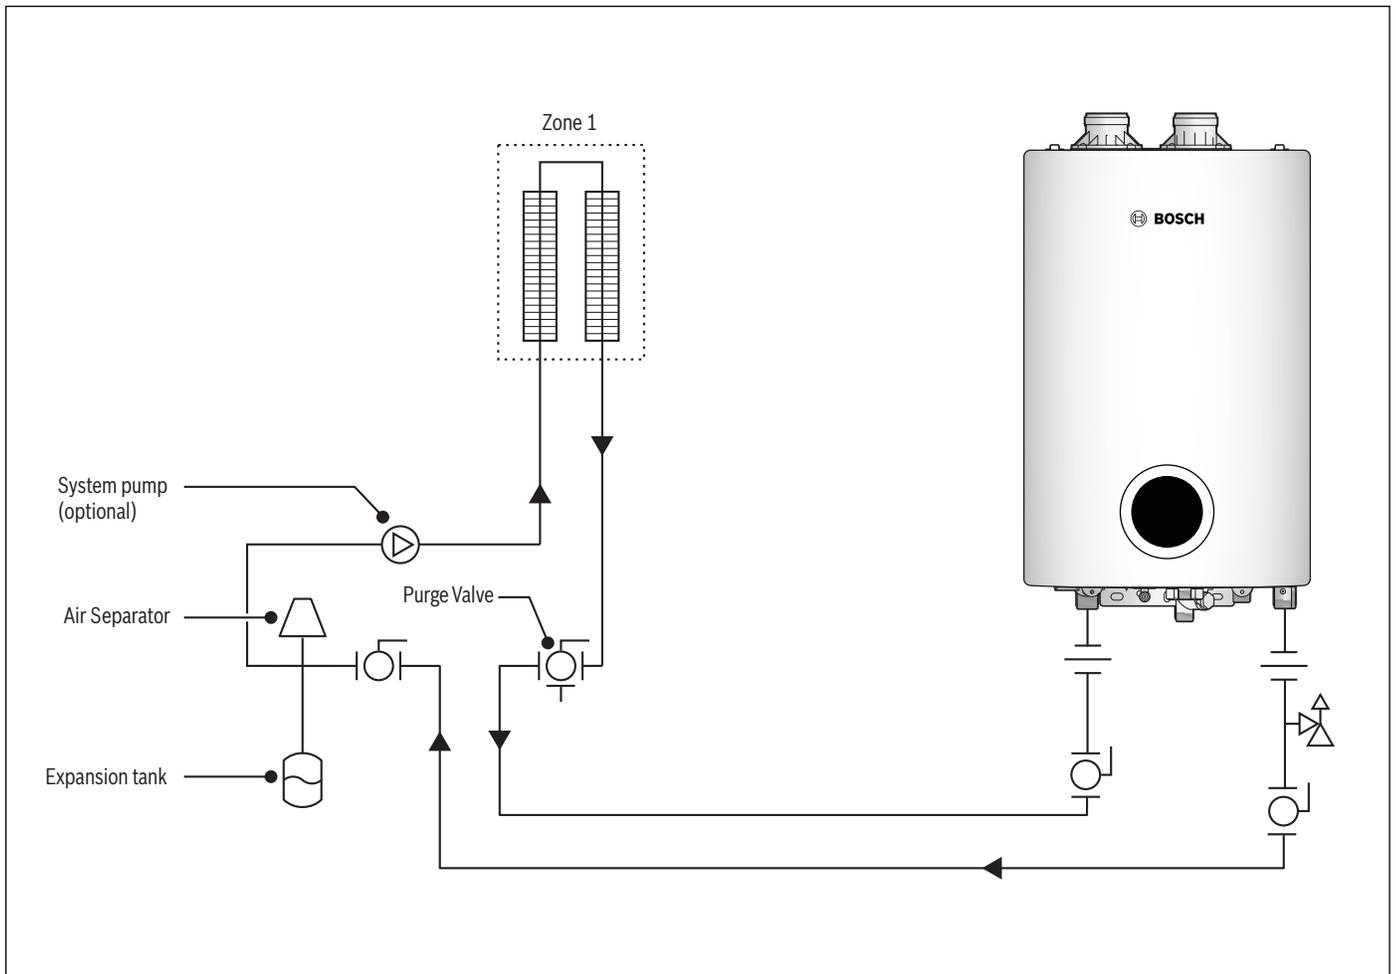 Zone 1
BOSCH
System pump
(optional)
Purge Valve
Air Separator
Expansion tank